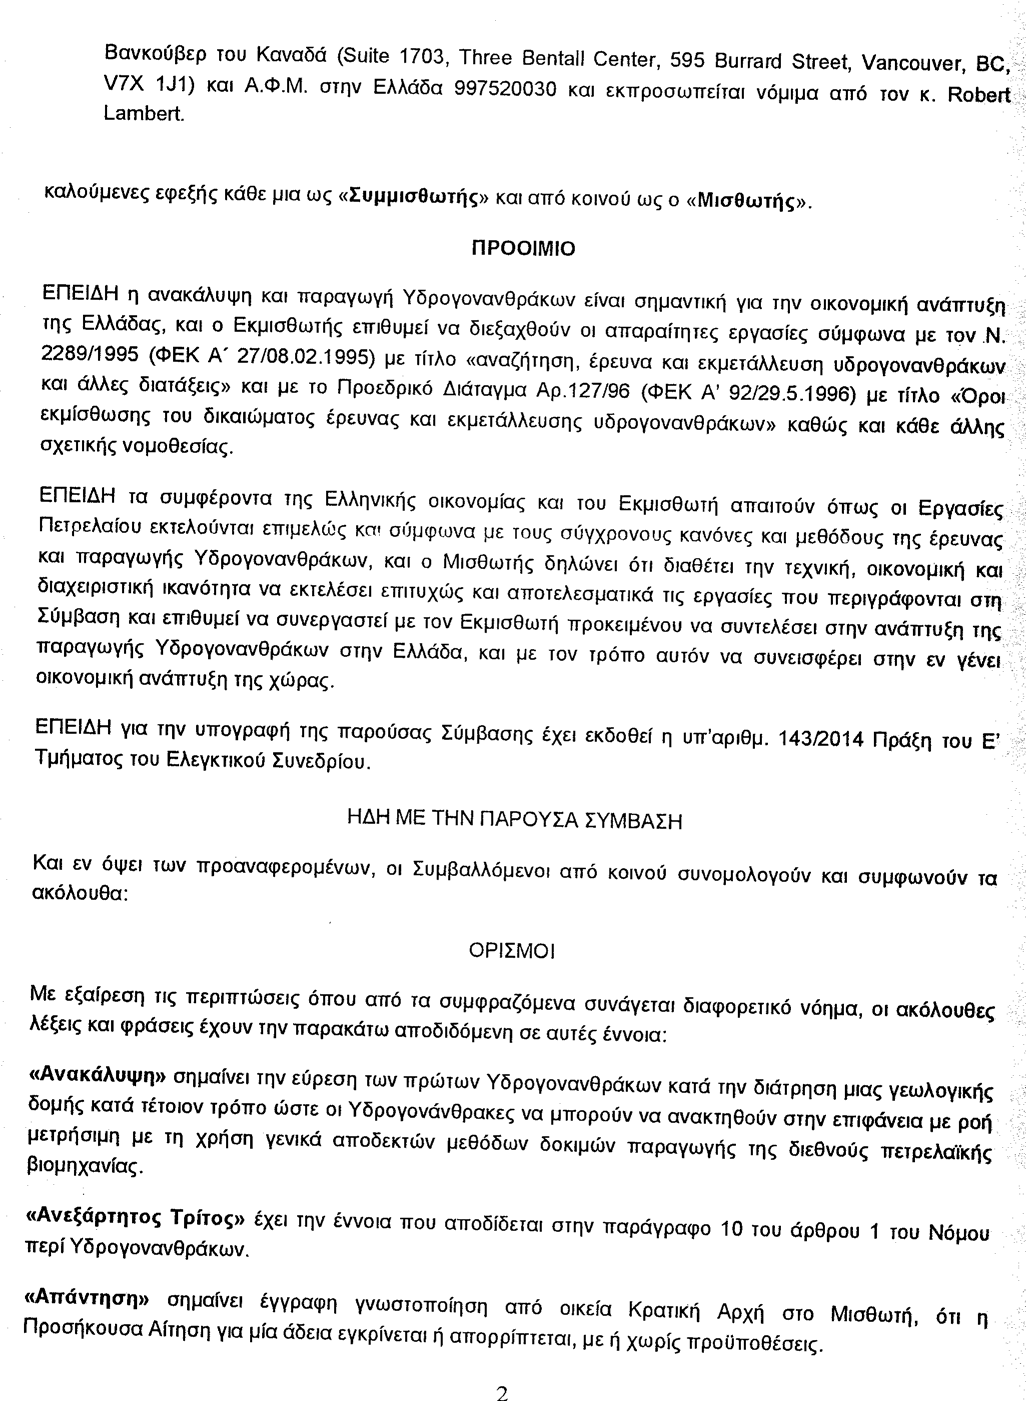 Βανκούβερ του Καναδά (Suite 1703, Three Bentall Center, 595 Burrard Street, Vancouver, BC,
V7X 1J1) και Α.Φ.Μ. στην Ελλάδα 997520030 και εκπροσωπείται νόμιμα από τον κ. Robert
Lambert.
καλούμενες εφεξής κάθε μια ως «Συμμισθωτής» και από κοινού ως ο «Μισθωτής».
ΠΡΟΟΙΜΙΟ
ΕΠΕΙΔΗ η ανακάλυψη και παραγωγή Υδρογονανθράκων είναι σημαντική για την οικονομική ανάπτυξη
της Ελλάδας, και ο Εκμισθωτής επιθυμεί να διεξαχθούν οι απαραίτητες εργασίες σύμφωνα με τον Ν.
2289/1995 (ΦΕΚ Α΄ 27/08.02.1995) με τίτλο «αναζήτηση, έρευνα και εκμετάλλευση υδρογονανθράκων
και άλλες διατάξεις» και με το Προεδρικό Διάταγμα Αρ.127/96 (ΦΕΚ Α' 92/29.5.1996) με τίτλο «Όροι
εκμίσθωσης του δικαιώματος έρευνας και εκμετάλλευσης υδρογονανθράκων» καθώς και κάθε άλλης
σχετικής νομοθεσίας.
ΕΠΕΙΔΗ τα συμφέροντα της Ελληνικής οικονομίας και του Εκμισθωτή απαιτούν όπως οι Εργασίες
Πετρελαίου εκτελούνται επιμελώς και σύμφωνα με τους σύγχρονους κανόνες και μεθόδους της έρευνας
και παραγωγής Υδρογονανθράκων, και ο Μισθωτής δηλώνει ότι διαθέτει την τεχνική, οικονομική και
διαχειριστική ικανότητα να εκτελέσει επιτυχώς και αποτελεσματικά τις εργασίες που περιγράφονται στη
Σύμβαση και επιθυμεί να συνεργαστεί με τον Εκμισθωτή προκειμένου να συντελέσει στην ανάπτυξη της
παραγωγής Υδρογονανθράκων στην Ελλάδα, και με τον τρόπο αυτόν να συνεισφέρει στην εν γένει
οικονομική ανάπτυξη της χώρας.
ΕΠΕΙΔΗ για την υπογραφή της παρούσας Σύμβασης έχει εκδοθεί η υπ'αριθμ. 143/2014 Πράξη του Ε'
Τμήματος του Ελεγκτικού Συνεδρίου.
ΗΔΗ ΜΕ ΤΗΝ ΠΑΡΟΥΣΑ ΣΥΜΒΑΣΗ
Και εν όψει των προαναφερομένων, οι Συμβαλλόμενοι από κοινού συνομολογούν και συμφωνούν τα
ακόλουθα:
ΟΡΙΣΜΟΙ
Με εξαίρεση τις περιπτώσεις όπου από τα συμφραζόμενα συνάγεται διαφορετικό νόημα, οι ακόλουθες
λέξεις και φράσεις έχουν την παρακάτω αποδιδόμενη σε αυτές έννοια:
«Ανακάλυψη» σημαίνει την εύρεση των πρώτων Υδρογονανθράκων κατά την διάτρηση μιας γεωλογικής
δομής κατά τέτοιον τρόπο ώστε οι Υδρογονάνθρακες να μπορούν να ανακτηθούν στην επιφάνεια με ροή
μετρήσιμη με τη χρήση γενικά αποδεκτών μεθόδων δοκιμών παραγωγής της διεθνούς πετρελαϊκής
βιομηχανίας.
«Ανεξάρτητος Τρίτος» έχει την έννοια που αποδίδεται στην παράγραφο 10 του άρθρου 1 του Νόμου
περί Υδρογονανθράκων.
«Απάντηση» σημαίνει έγγραφη γνωστοποίηση από οικεία Κρατική Αρχή στο Μισθωτή, ότι η
Προσήκουσα Αίτηση για μία άδεια εγκρίνεται ή απορρίπτεται, με ή χωρίς προϋποθέσεις.
2